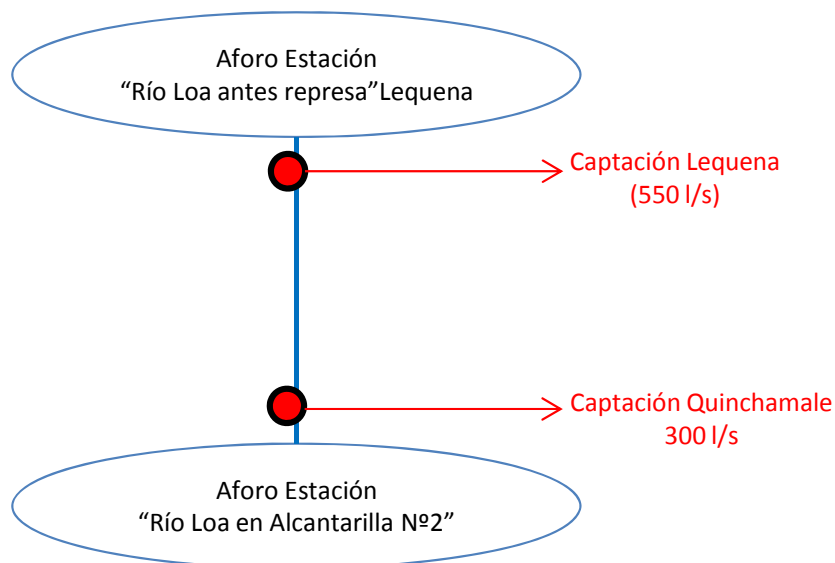 Aforo Estación
“Río Loa antes represa”Lequena
Captación Lequena
(550 l/s)
Captación Quinchamale
300 l/s
Aforo Estación
“Río Loa en Alcantarilla Nº2”